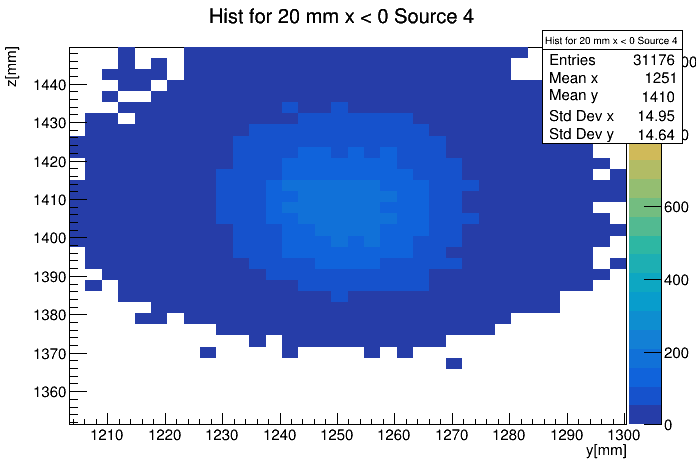 Hist for 20 mm x < 0 Source 4
Hist for 20 mm x < 0 Source 4
Entries 31176
Mean x 1251
Mean y 1410
Std Dev x 14.95
Std Dev y 14.64
z[mm]
1440
1430
1420
1410
1400
1390
1380
1370
1360
1210 1220 1230 1240 1250 1260 1270 1280 1290 1300
y[mm]
600
400
200
0